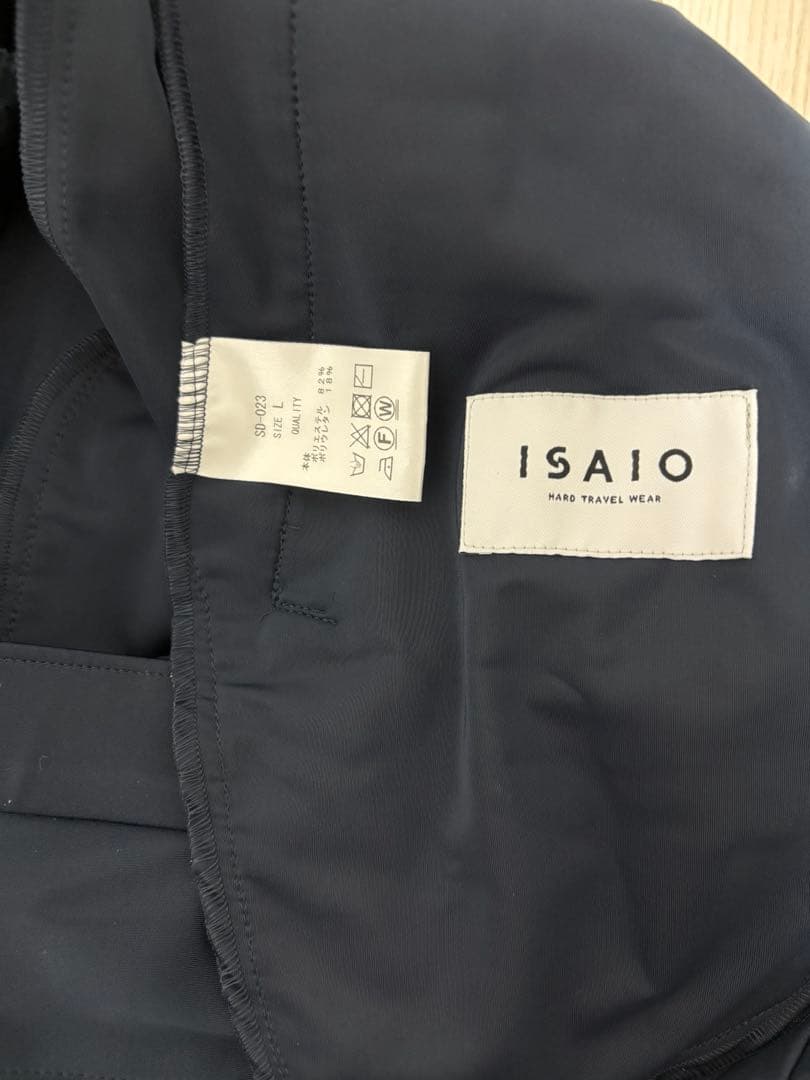 SD-023
SIZE L
QUALITY
本体
ポリエステル 82%
ポリウレタン 18%
F W
ISAIO
HARD TRAVEL WEAR